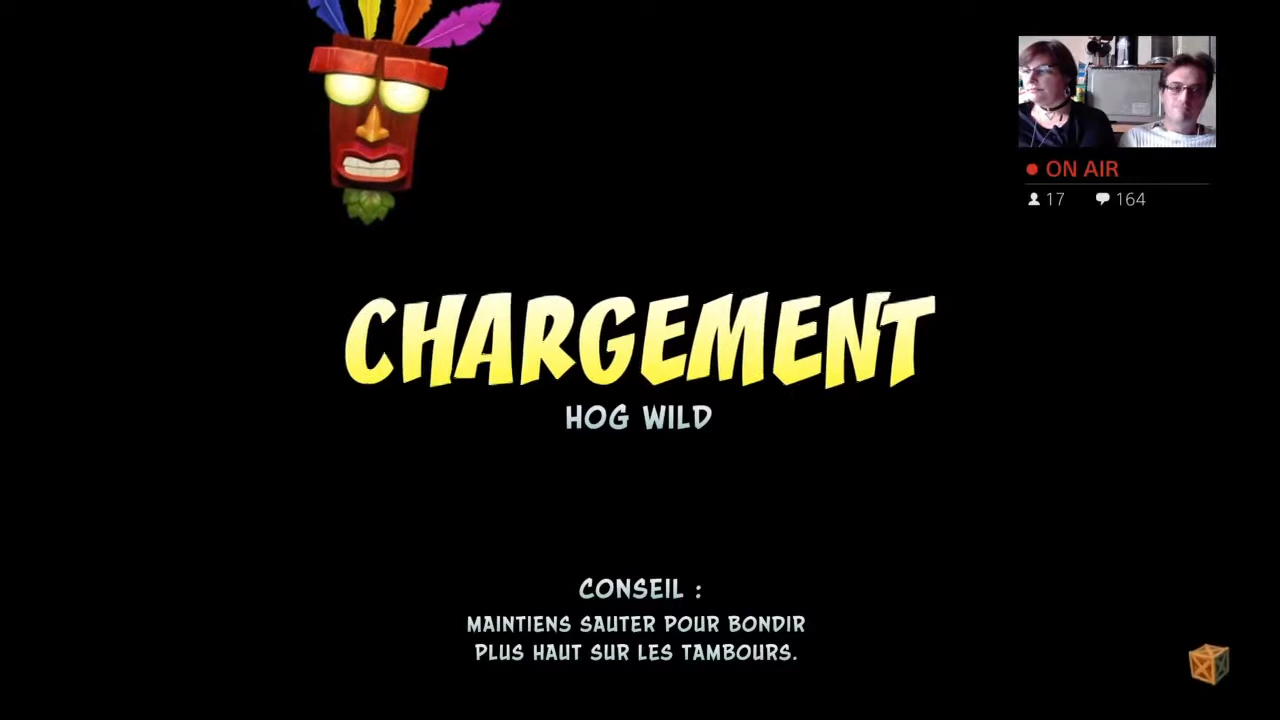 ON AIR
17 164
CHARGEMENT
HOG WILD
CONSEIL :
MAINTIENS SAUTER POUR BONDIR
PLUS HAUT SUR LES TAMBOURS.